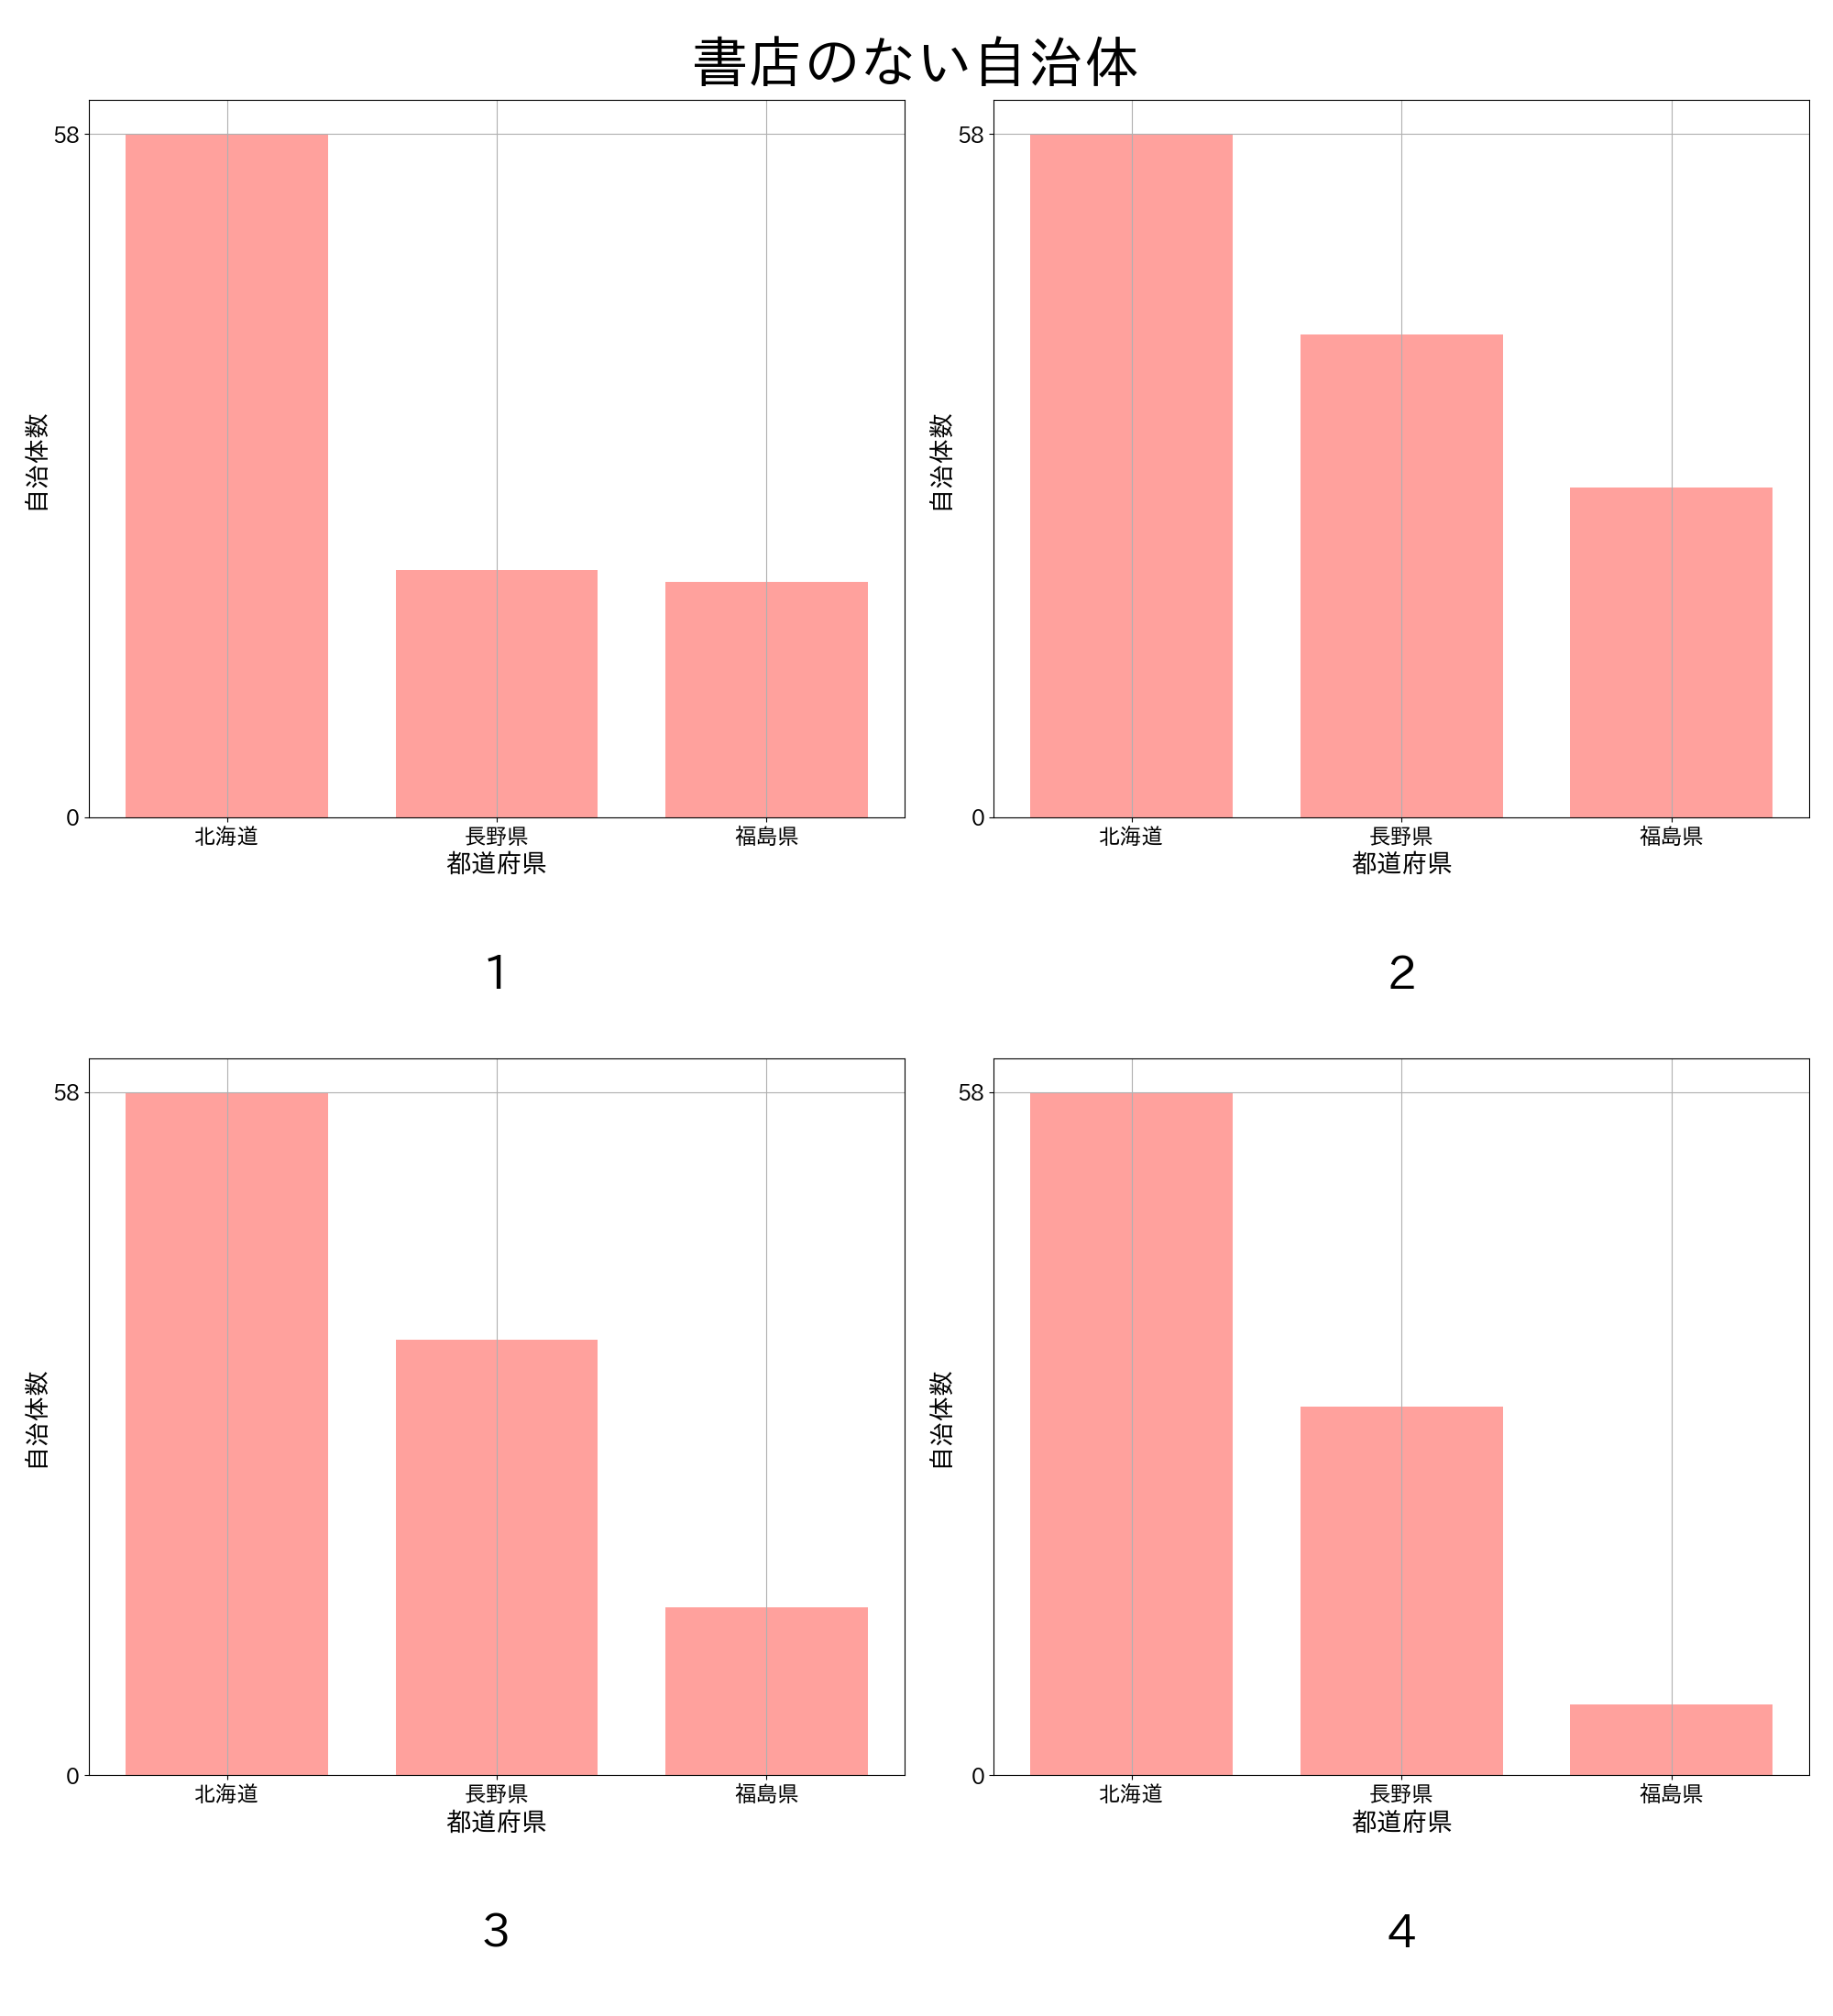 書店のない自治体
58
0
自治体数
北海道 長野県 福島県
都道府県
1
58
0
自治体数
北海道 長野県 福島県
都道府県
2
58
0
自治体数
北海道 長野県 福島県
都道府県
3
58
0
自治体数
北海道 長野県 福島県
都道府県
4